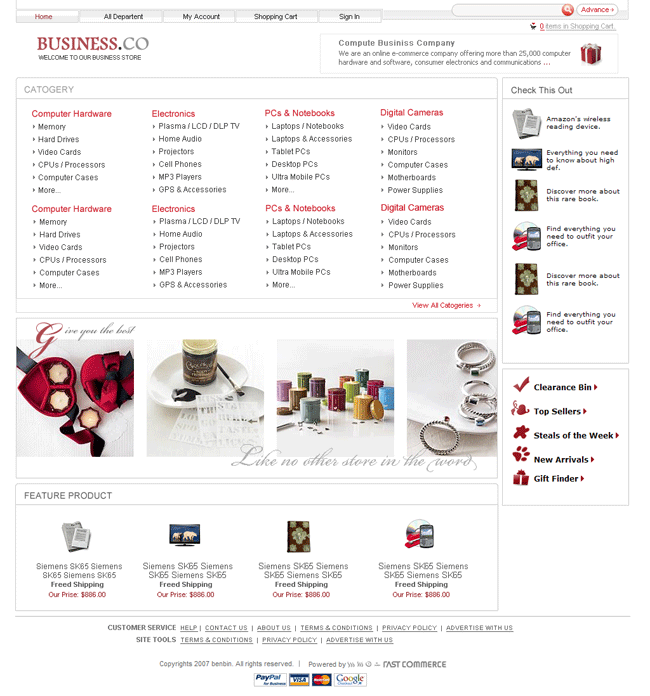 Home All Departent My Account Shopping Cart Sign In Advance
0 items in Shopping Cart.
BUSINESS.CO
WELCOME TO OUR BUSINESS STORE
Compute Businiss Company
We are an online e-commerce company offering more than 25,000 computer
hardware and software, consumer electronics and communications ...
CATOGERY
Computer Hardware
Memory
Hard Drives
Video Cards
CPUs / Processors
Computer Cases
More...
Electronics
Plasma / LCD / DLP TV
Home Audio
Projectors
Cell Phones
MP3 Players
GPS & Accessories
PCs & Notebooks
Laptops / Notebooks
Laptops & Accessories
Tablet PCs
Desktop PCs
Ultra Mobile PCs
More...
Digital Cameras
Video Cards
CPUs / Processors
Monitors
Computer Cases
Motherboards
Power Supplies
Computer Hardware
Memory
Hard Drives
Video Cards
CPUs / Processors
Computer Cases
More...
Electronics
Plasma / LCD / DLP TV
Home Audio
Projectors
Cell Phones
MP3 Players
GPS & Accessories
PCs & Notebooks
Laptops / Notebooks
Laptops & Accessories
Tablet PCs
Desktop PCs
Ultra Mobile PCs
More...
Digital Cameras
Video Cards
CPUs / Processors
Monitors
Computer Cases
Motherboards
Power Supplies
View All Catogeries
Check This Out
Amazon's wireless
reading device.
Everything you need
to know about high
def.
Discover more about
this rare book.
Find everything you
need to outfit your
office.
Discover more about
this rare book.
Find everything you
need to outfit your
office.
Give you the best
Like no other store in the word
Clearance Bin
Top Sellers
Steals of the Week
New Arrivals
Gift Finder
FEATURE PRODUCT
Siemens SK65 Siemens
SK65 Siemens SK65
Freed Shipping
Our Prise: $886.00
Siemens SK65 Siemens
SK65 Siemens SK65
Freed Shipping
Our Prise: $886.00
Siemens SK65 Siemens
SK65 Siemens SK65
Freed Shipping
Our Prise: $886.00
Siemens SK65 Siemens
SK65 Siemens SK65
Freed Shipping
Our Prise: $886.00
CUSTOMER SERVICE HELP | CONTACT US | ABOUT US | TERMS & CONDITIONS | PRIVACY POLICY | ADVERTISE WITH US
SITE TOOLS TERMS & CONDITIONS | PRIVACY POLICY | ADVERTISE WITH US
Copyrights 2007 benbin. All rights reserved. | Powered by FAST COMMERCE
PayPal for Business VISA MasterCard Google Checkout